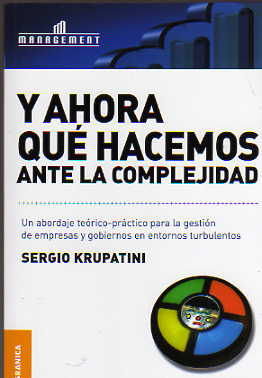 MANAGEMENT
Y AHORA
QUÉ HACEMOS
ANTE LA COMPLEJIDAD
Un abordaje teórico-práctico para la gestión
de empresas y gobiernos en entornos turbulentos
SERGIO KRUPATINI
GRANICA